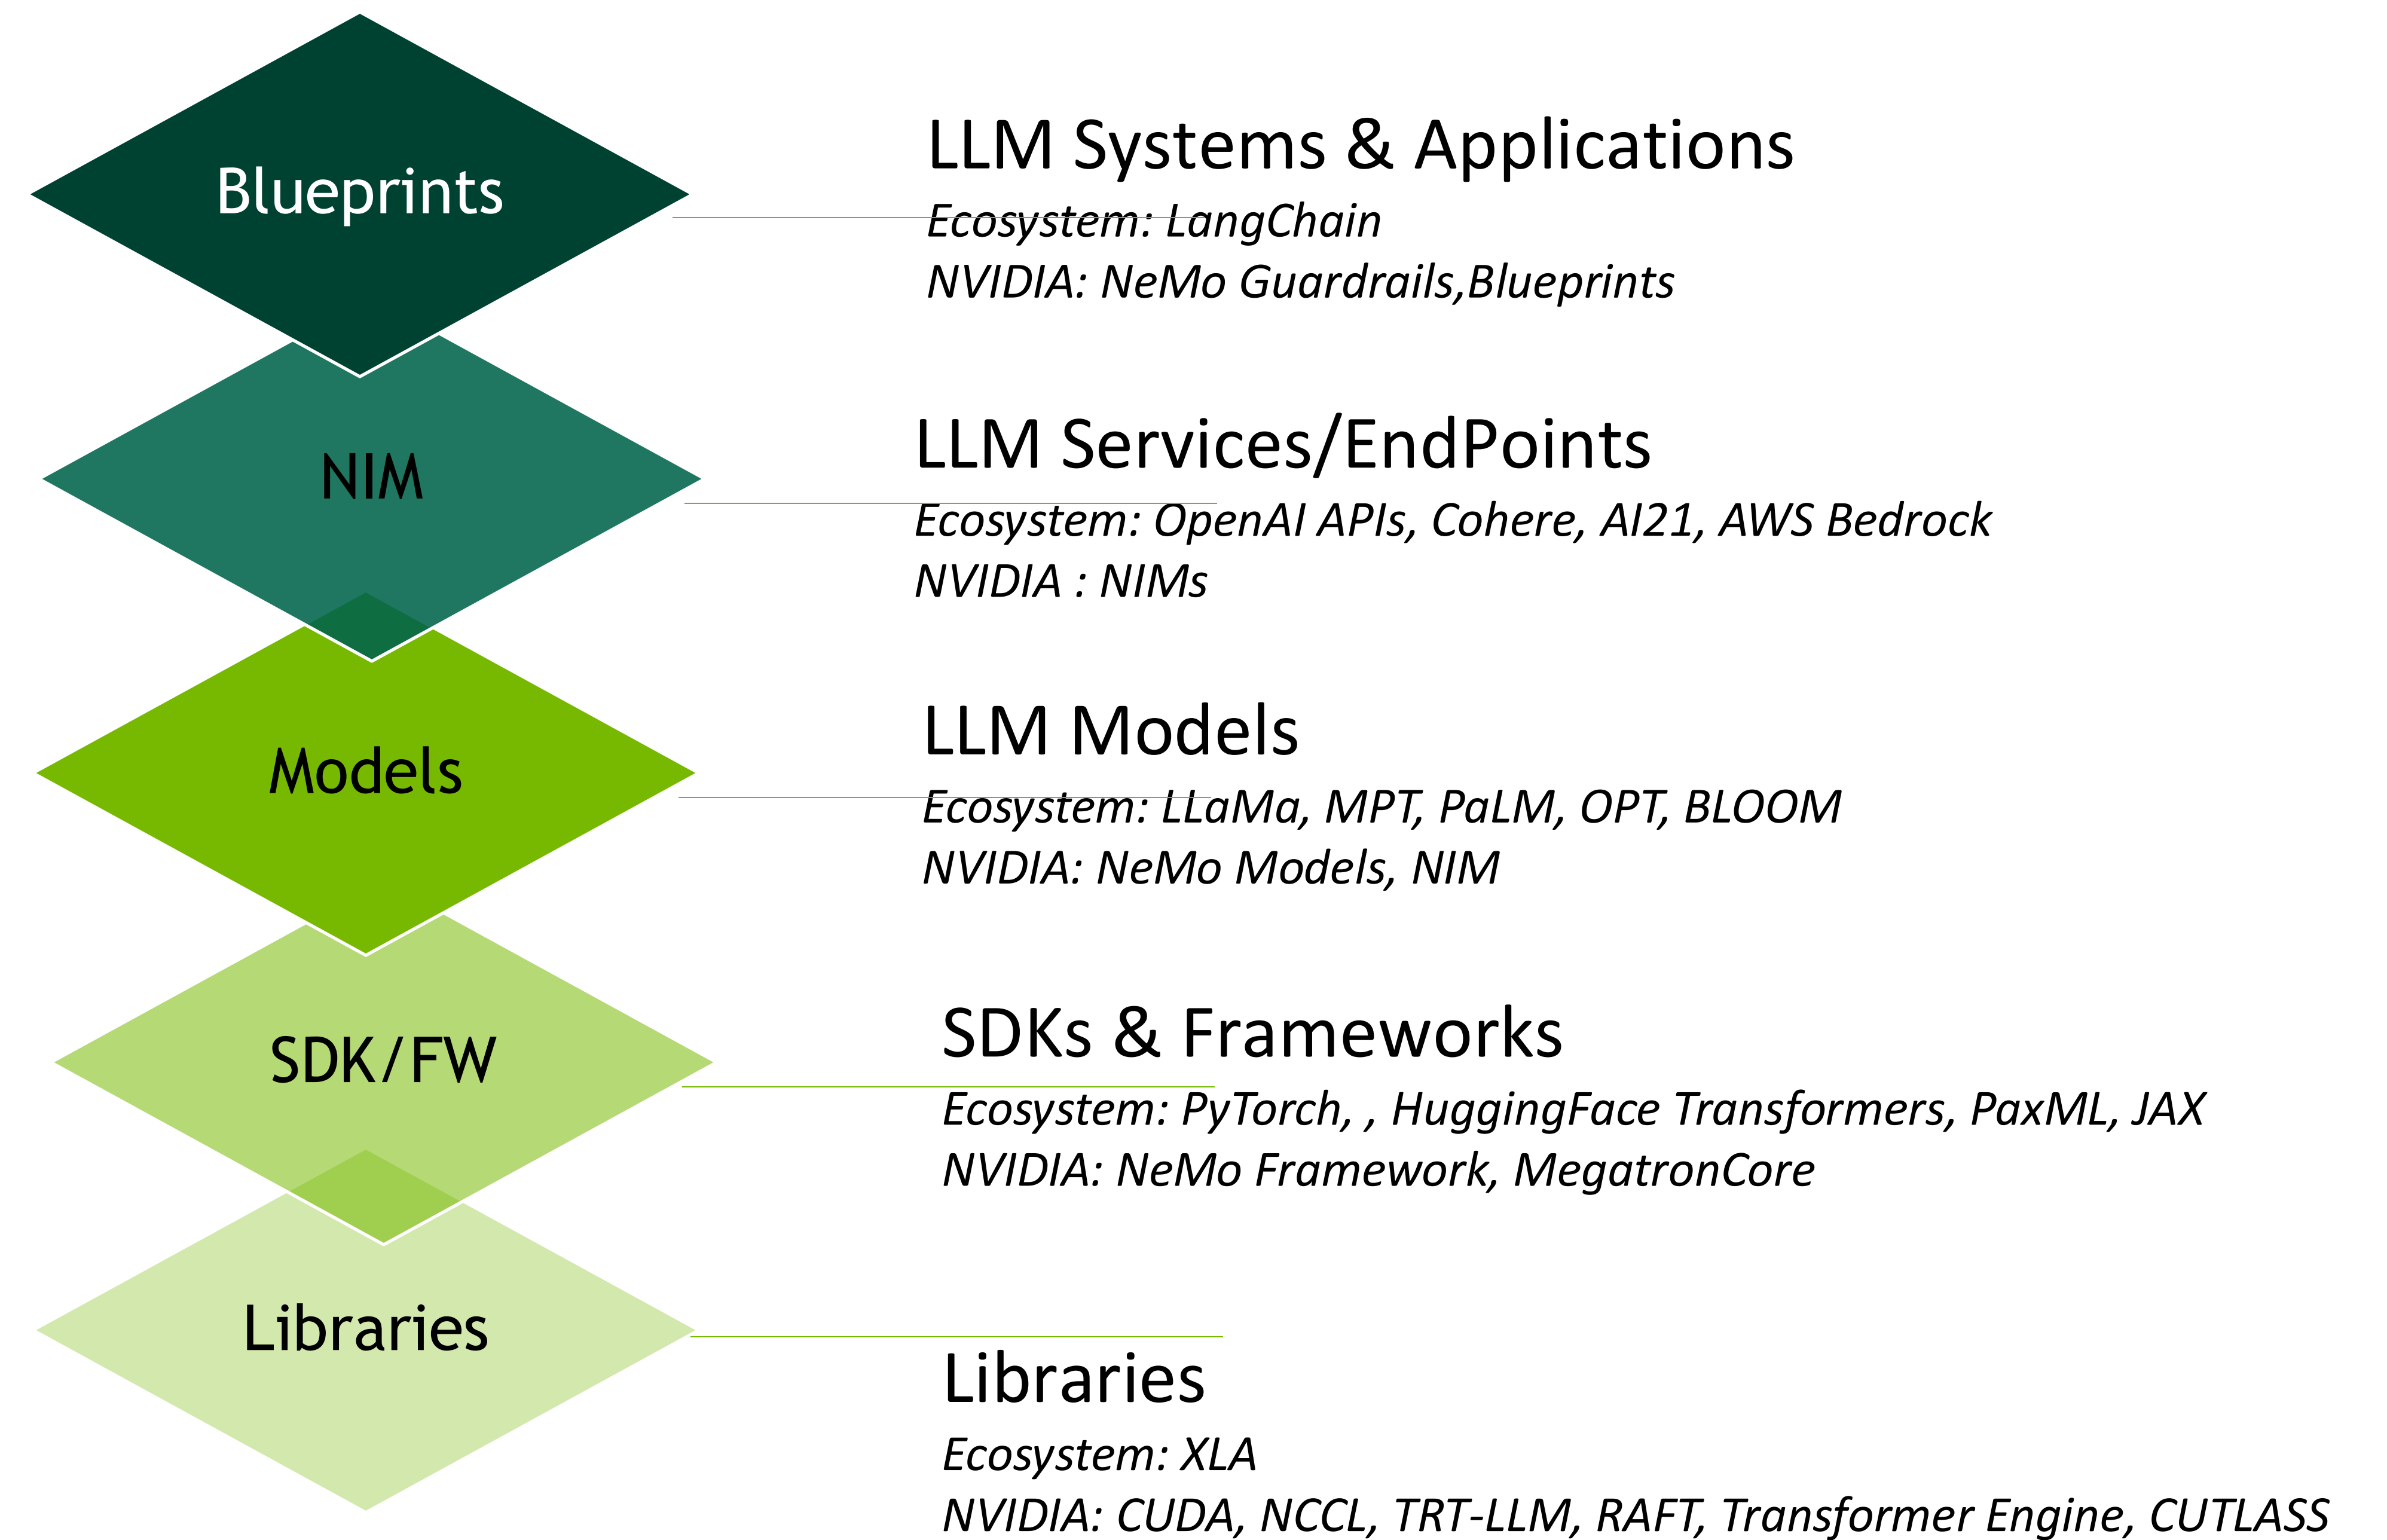 Blueprints
LLM Systems & Applications
Ecosystem: LangChain
NVIDIA: NeMo Guardrails,Blueprints
NIM
LLM Services/EndPoints
Ecosystem: OpenAI APIs, Cohere, AI21, AWS Bedrock
NVIDIA : NIMs
Models
LLM Models
Ecosystem: LLaMa, MPT, PaLM, OPT, BLOOM
NVIDIA: NeMo Models, NIM
SDK/FW
SDKs & Frameworks
Ecosystem: PyTorch, , HuggingFace Transformers, PaxML, JAX
NVIDIA: NeMo Framework, MegatronCore
Libraries
Libraries
Ecosystem: XLA
NVIDIA: CUDA, NCCL, TRT-LLM, RAFT, Transformer Engine, CUTLASS